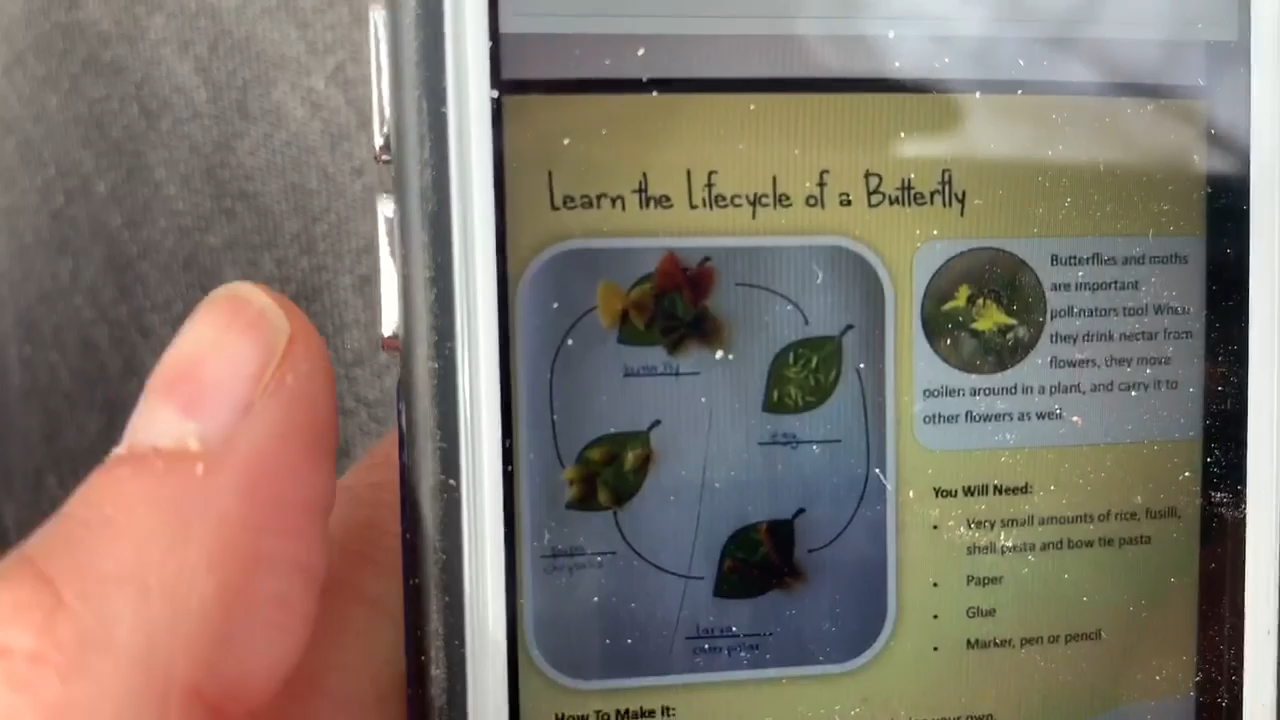 Learn the Lifecycle of a Butterfly
butterfly
egg
pupa
chrysalis
larva
caterpillar
Butterflies and moths
are important
pollinators too! When
they drink nectar from
flowers, they move
pollen around in a plant, and carry it to
other flowers as well.
You Will Need:
• Very small amounts of rice, fusilli,
shell pasta and bow tie pasta
• Paper
• Glue
• Marker, pen or pencil
How To Make It:
your own.